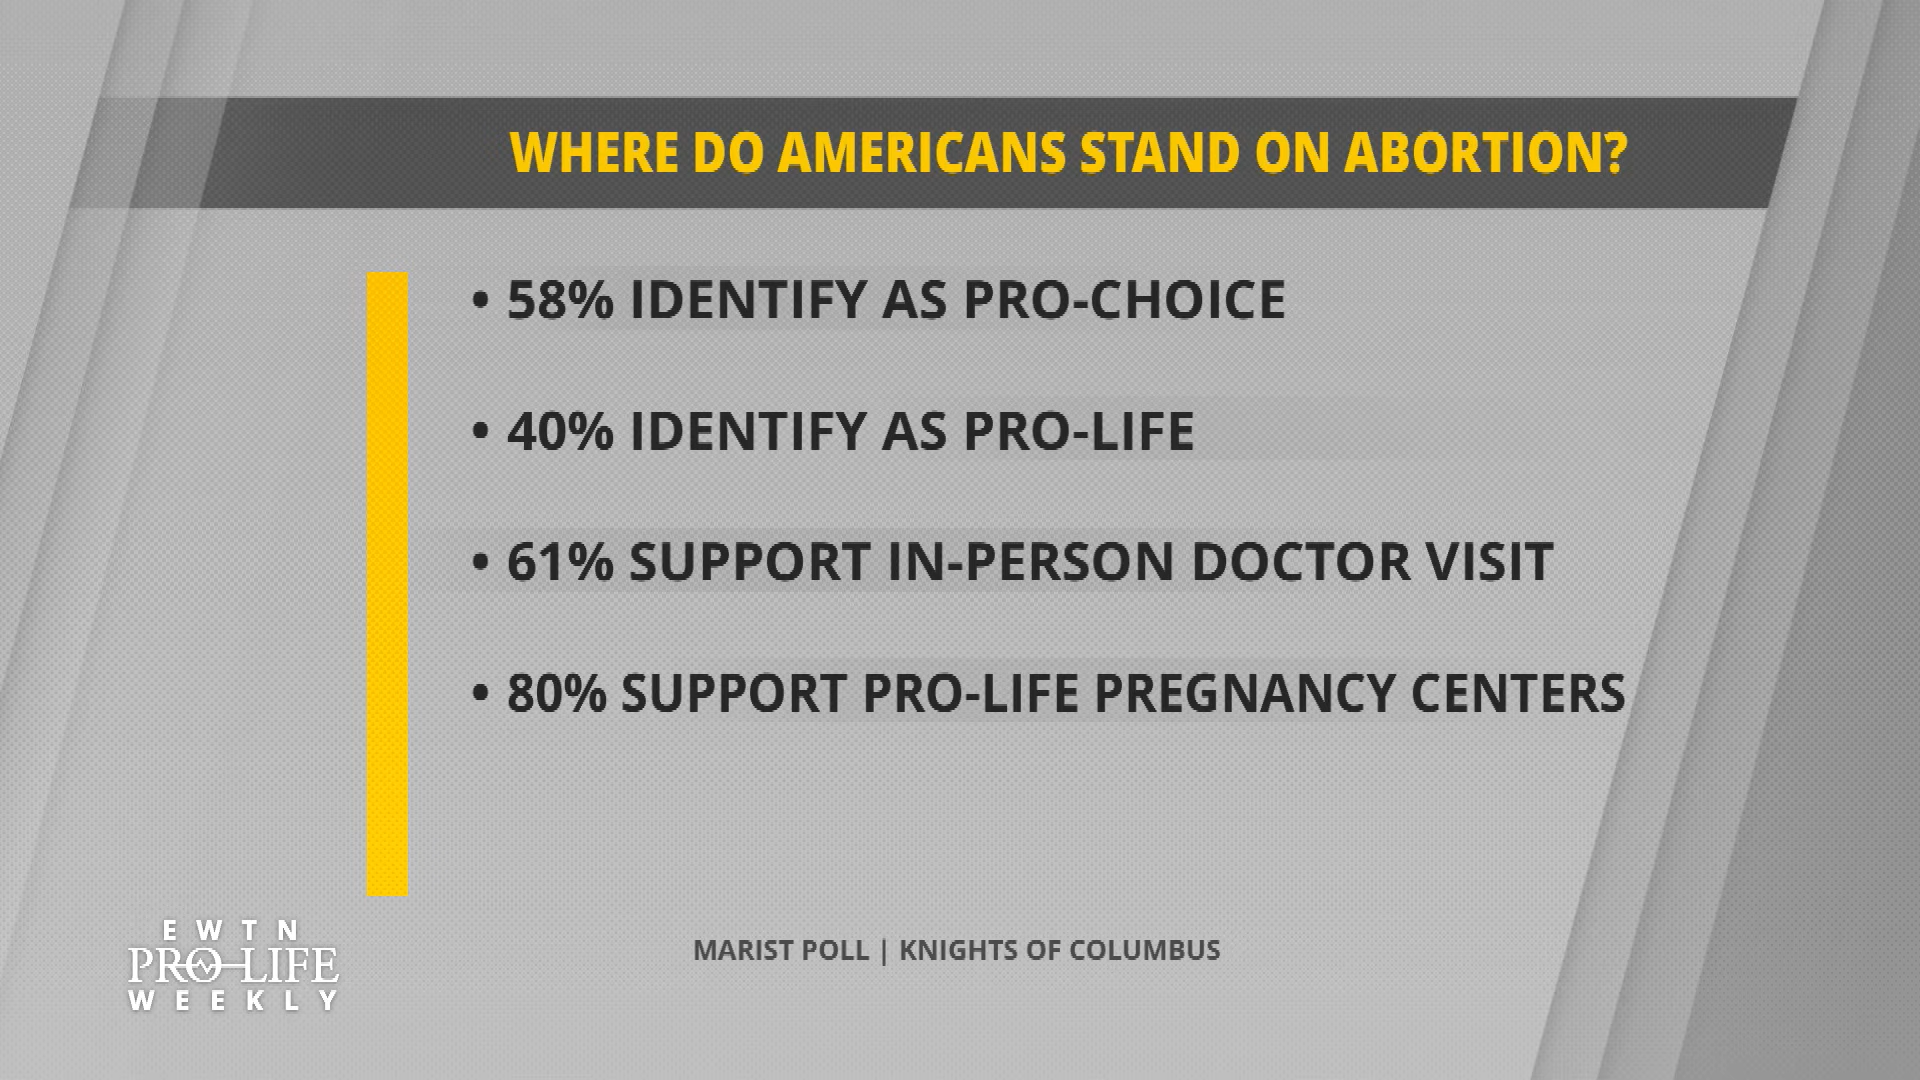 WHERE DO AMERICANS STAND ON ABORTION?
• 58% IDENTIFY AS PRO-CHOICE
• 40% IDENTIFY AS PRO-LIFE
• 61% SUPPORT IN-PERSON DOCTOR VISIT
• 80% SUPPORT PRO-LIFE PREGNANCY CENTERS
EWTN
PRO-LIFE
WEEKLY
MARIST POLL | KNIGHTS OF COLUMBUS